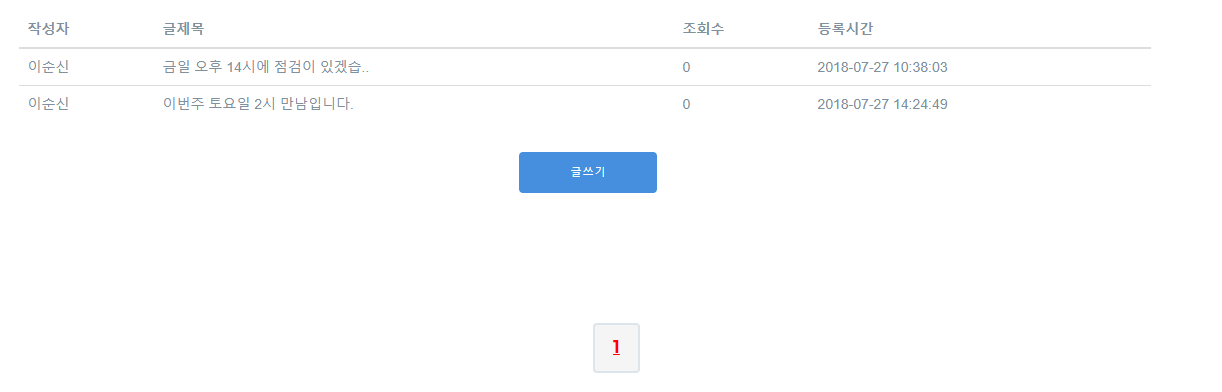 작성자 글제목 조회수 등록시간
이순신 금일 오후 14시에 점검이 있겠습.. 0 2018-07-27 10:38:03
이순신 이번주 토요일 2시 만남입니다. 0 2018-07-27 14:24:49
글쓰기
1